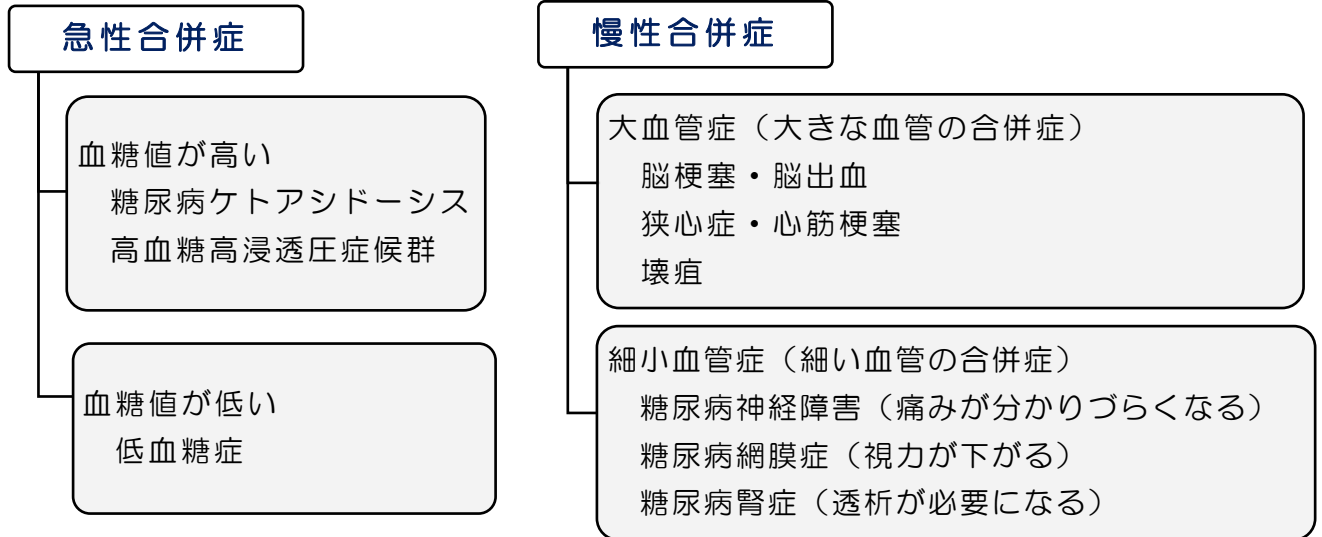 急性合併症
血糖値が高い
糖尿病ケトアシドーシス
高血糖高浸透圧症候群
血糖値が低い
低血糖症
慢性合併症
大血管症（大きな血管の合併症）
脳梗塞・脳出血
狭心症・心筋梗塞
壊疽
細小血管症（細い血管の合併症）
糖尿病神経障害（痛みが分かりづらくなる）
糖尿病網膜症（視力が下がる）
糖尿病腎症（透析が必要になる）